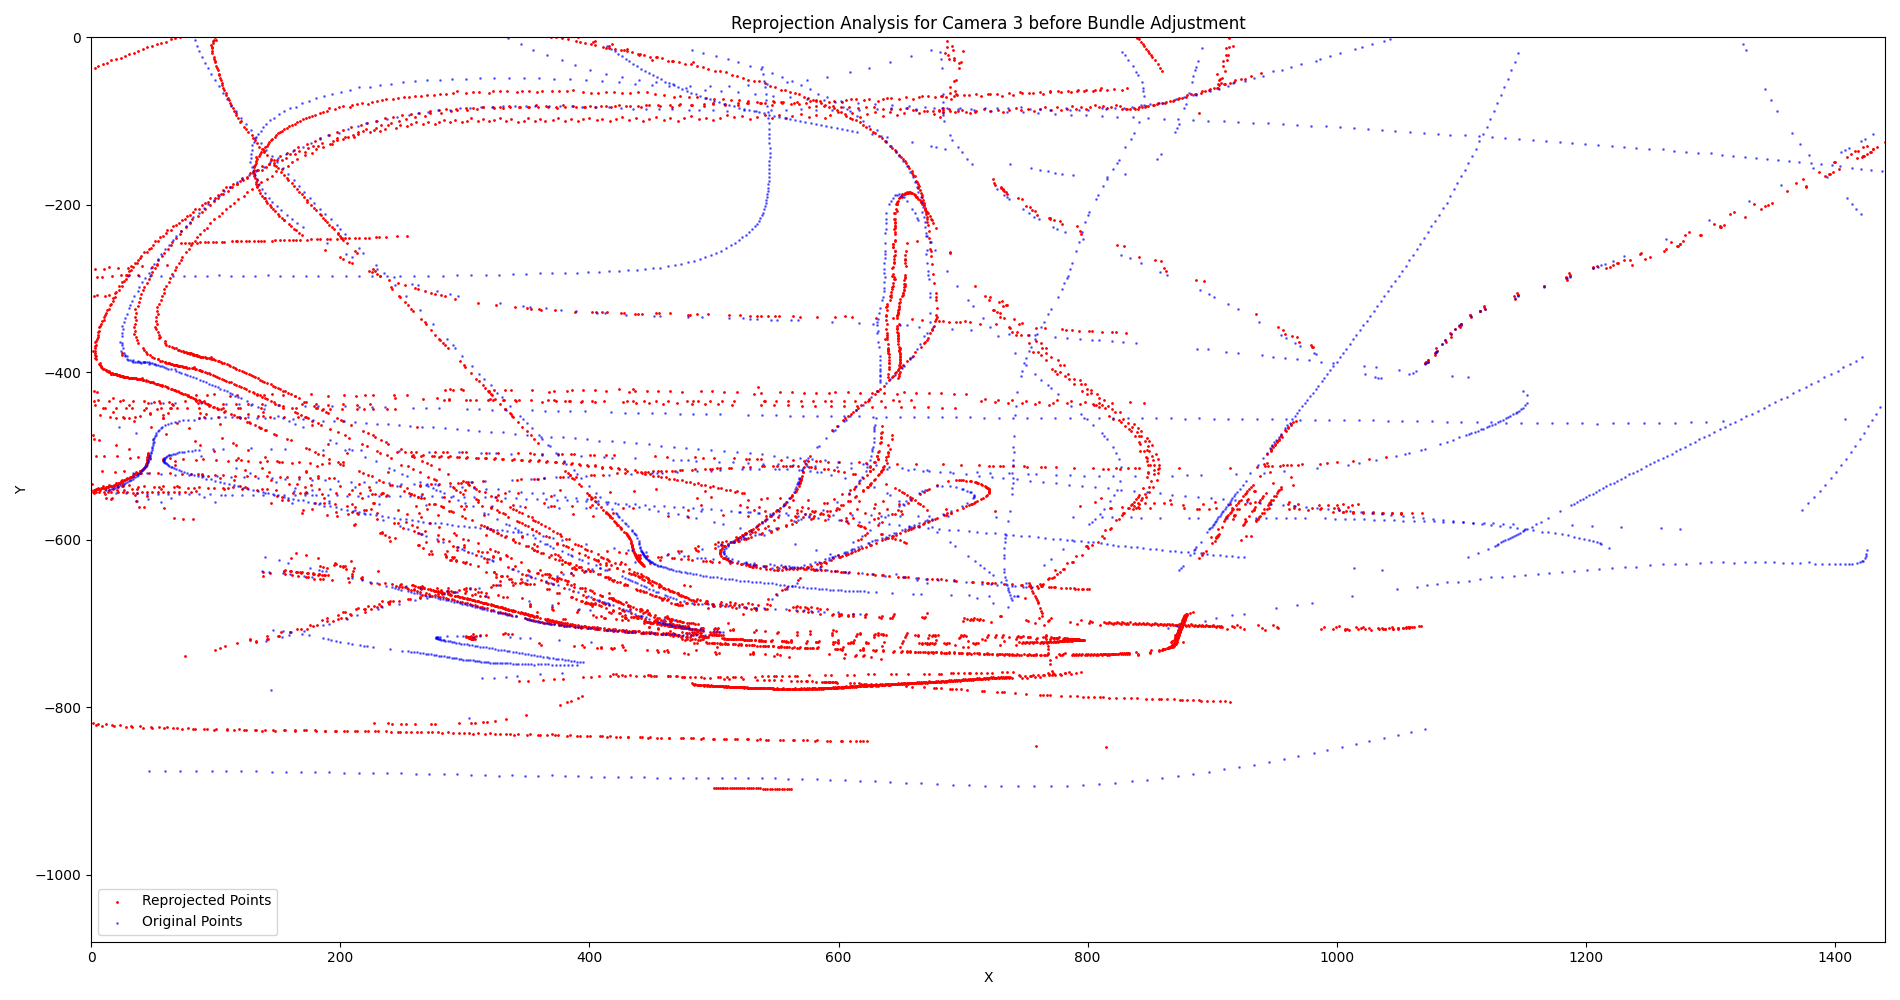 Reprojection Analysis for Camera 3 before Bundle Adjustment
0
−200
−400
−600
−800
−1000
Y
Reprojected Points
Original Points
0 200 400 600 800 1000 1200 1400
X